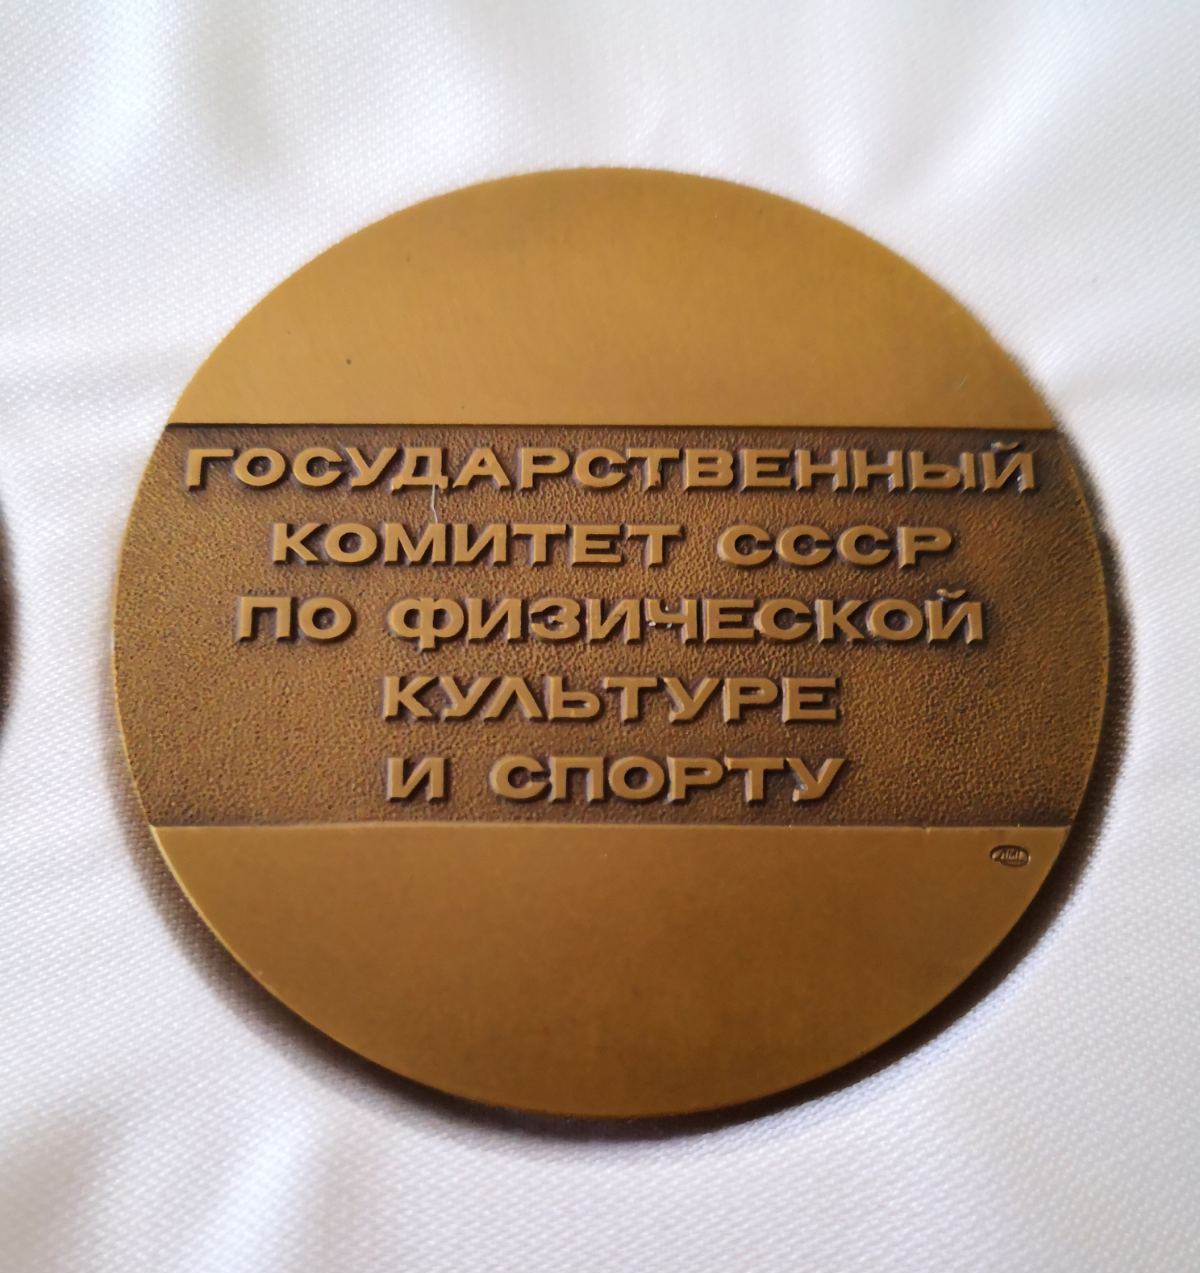 ГОСУДАРСТВЕННЫЙ
КОМИТЕТ СССР
ПО ФИЗИЧЕСКОЙ
КУЛЬТУРЕ
И СПОРТУ